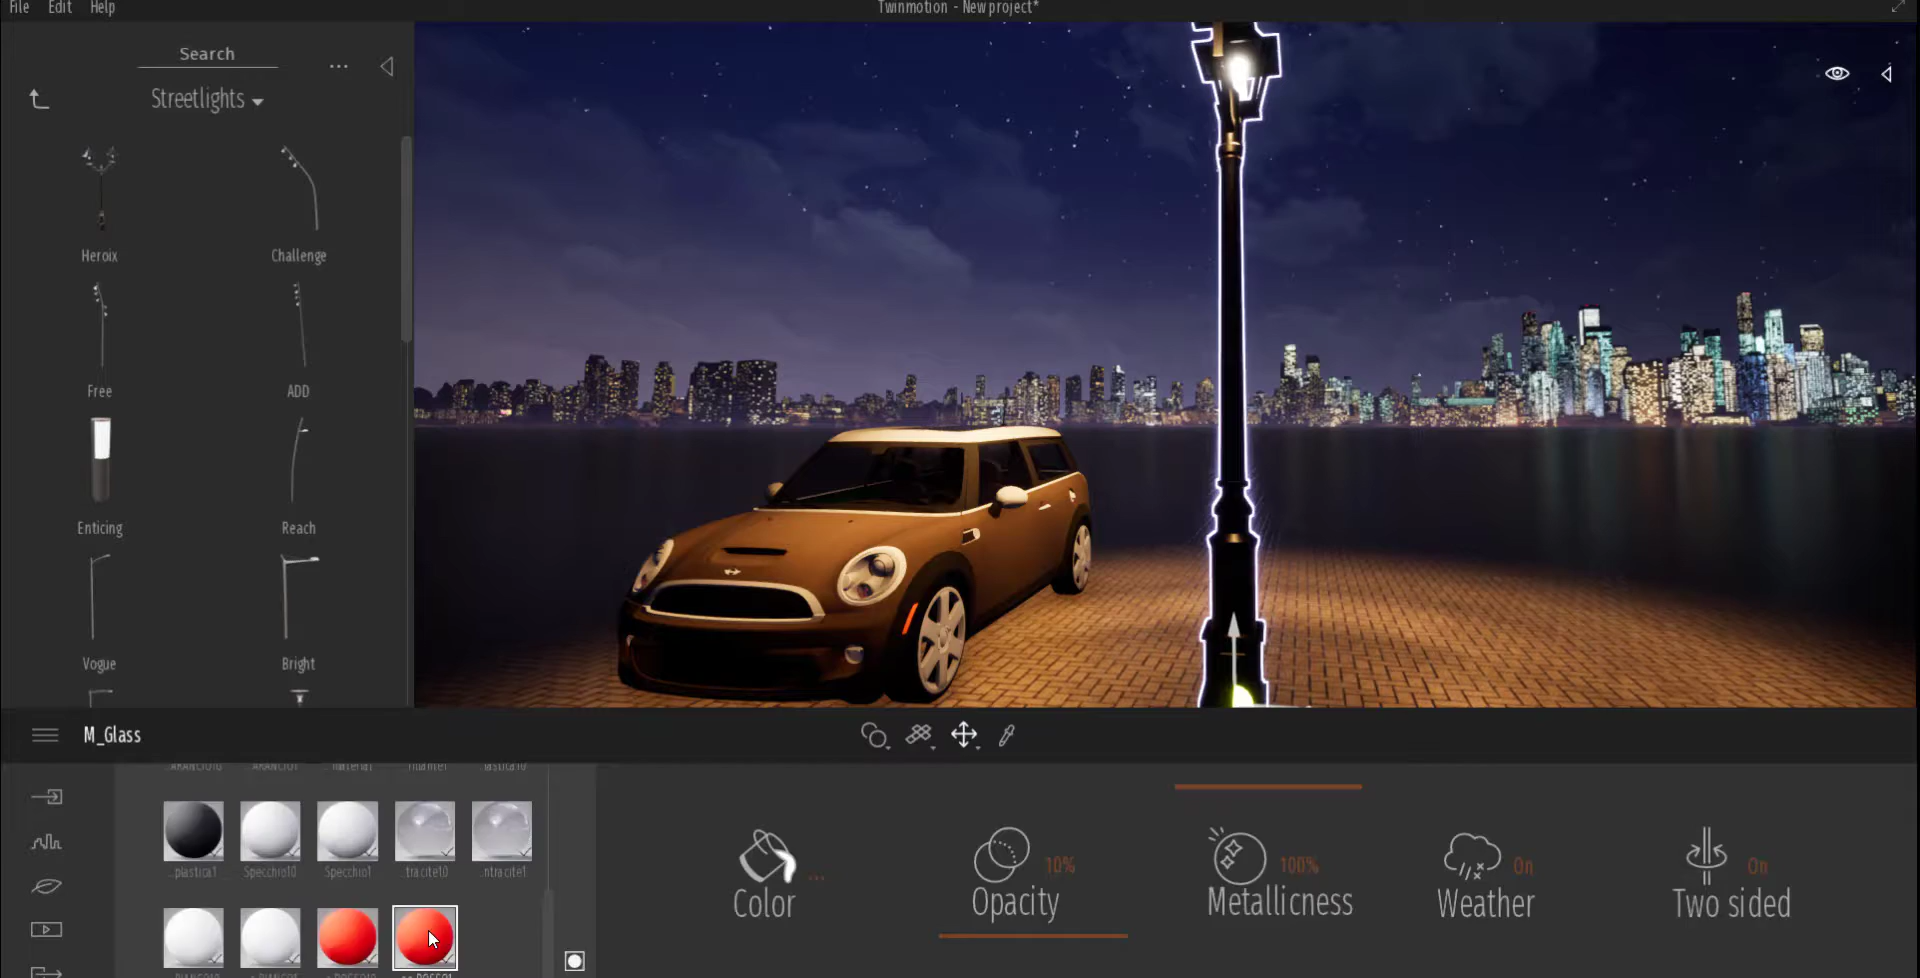 File Edit Help
Twinmotion - New project*
Search
...
Streetlights
Heroix
Challenge
Free
ADD
Enticing
Reach
Vogue
Bright
M_Glass
..plastica1
Specchio10
Specchio1
..tracite10
..ntracite1
Color ...
Opacity 10%
Metallicness 100%
Weather On
Two sided On